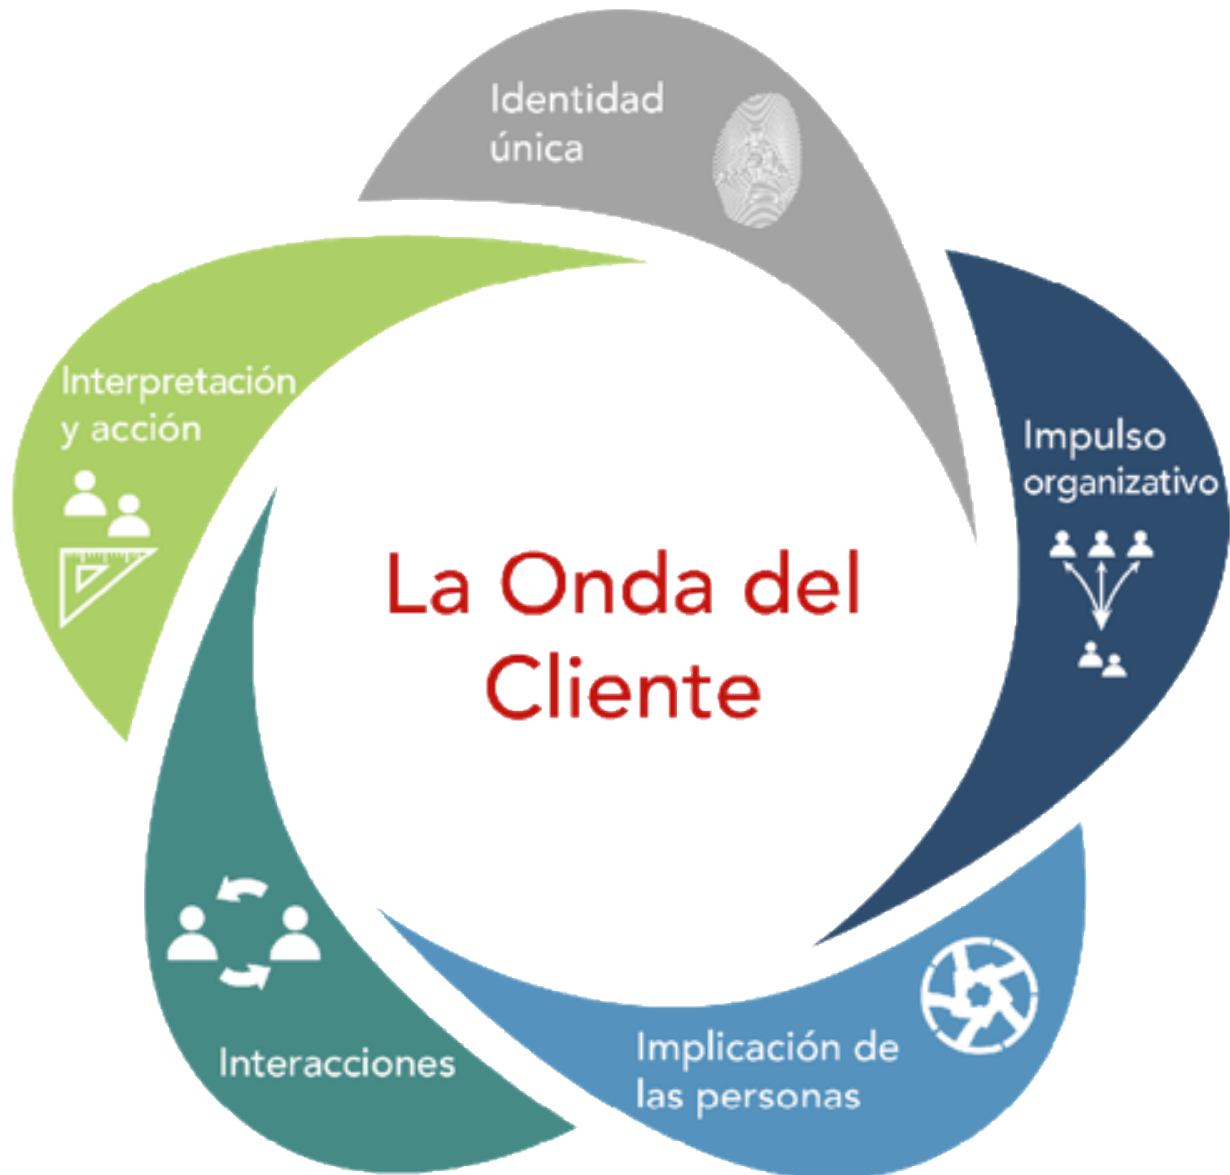 Identidad
única
Impulso
organizativo
Implicación de
las personas
Interacciones
Interpretación
y acción
La Onda del
Cliente